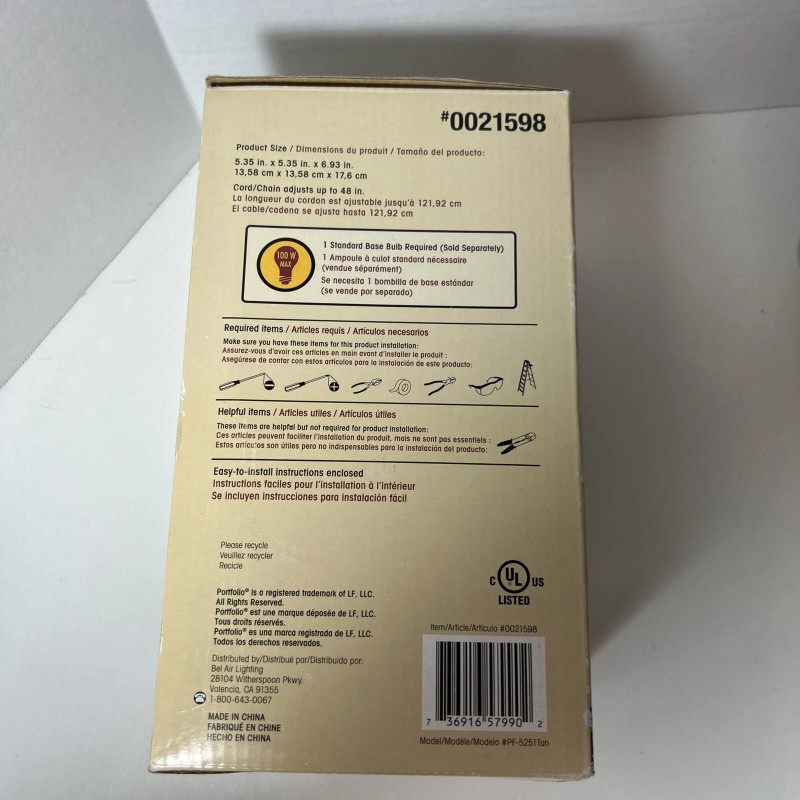 #0021598
Product Size / Dimensions du produit / Tamaño del producto:
5.35 in. x 5.35 in. x 6.93 in.
13,58 cm x 13,58 cm x 17,6 cm
Cord/Chain adjusts up to 48 in.
La longueur du cordon est ajustable jusqu'à 121,92 cm
El cable/cadena se ajusta hasta 121,92 cm
100 W
MAX
1 Standard Base Bulb Required (Sold Separately)
1 Ampoule à culot standard nécessaire
(vendue séparément)
Se necesita 1 bombilla de base estándar
(se vende por separado)
Required items / Articles requis / Artículos necesarios
Make sure you have these items for this product installation:
Assurez-vous d'avoir ces articles en main avant d'installer le produit :
Asegúrese de contar con estos artículos para la instalación de este producto:
Helpful items / Articles utiles / Artículos útiles
These items are helpful but not required for product installation:
Ces articles peuvent faciliter l'installation du produit, mais ne sont pas essentiels :
Estos artículos son útiles pero no indispensables para la instalación del producto:
Easy-to-install instructions enclosed
Instructions faciles pour l'installation à l'intérieur
Se incluyen instrucciones para instalación fácil
Please recycle
Veuillez recycler
Recicle
Portfolio® is a registered trademark of LF, LLC.
All Rights Reserved.
Portfolio® est une marque déposée de LF, LLC.
Tous droits réservés.
Portfolio® es una marca registrada de LF, LLC.
Todos los derechos reservados.
Distributed by/Distribué par/Distribuido por:
Bel Air Lighting
28104 Witherspoon Pkwy.
Valencia, CA 91355
1-800-643-0067
MADE IN CHINA
FABRIQUÉ EN CHINE
HECHO EN CHINA
C UL US
LISTED
Item/Article/Artículo #0021598
7 36916 57990 2
Model/Modèle/Modelo #PF-5251Tan